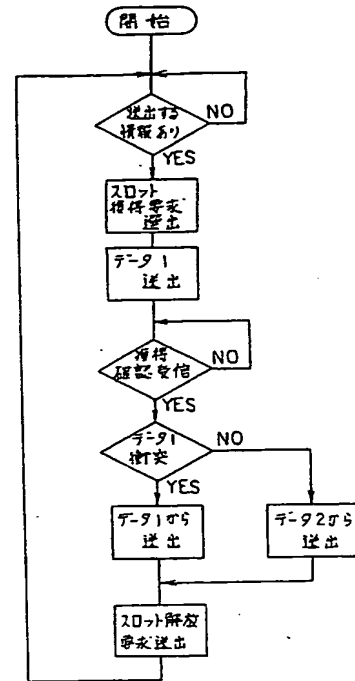 開始
送出する
情報あり
NO
YES
スロット
獲得要求
送出
データ1
送出
獲得
確認受信
NO
YES
データ1
衝突
NO
YES
データ1から
送出
データ2から
送出
スロット解放
要求送出